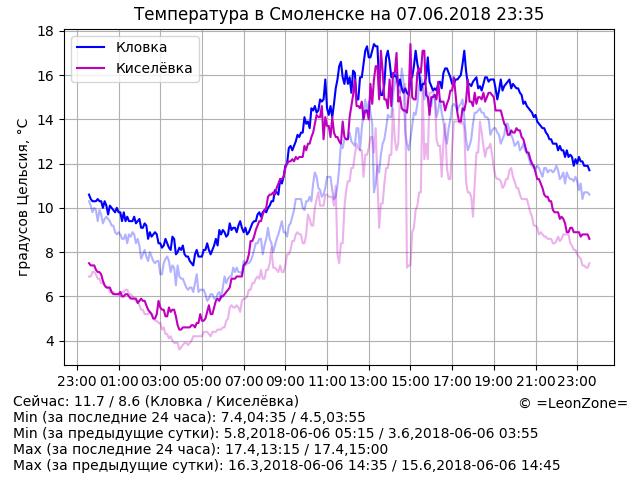 Температура в Смоленске на 07.06.2018 23:35
Кловка
Киселёвка
градусов Цельсия, °C
18
16
14
12
10
8
6
4
23:00 01:00 03:00 05:00 07:00 09:00 11:00 13:00 15:00 17:00 19:00 21:00 23:00
Сейчас: 11.7 / 8.6 (Кловка / Киселёвка)
© =LeonZone=
Min (за последние 24 часа): 7.4,04:35 / 4.5,03:55
Min (за предыдущие сутки): 5.8,2018-06-06 05:15 / 3.6,2018-06-06 03:55
Max (за последние 24 часа): 17.4,13:15 / 17.4,15:00
Max (за предыдущие сутки): 16.3,2018-06-06 14:35 / 15.6,2018-06-06 14:45